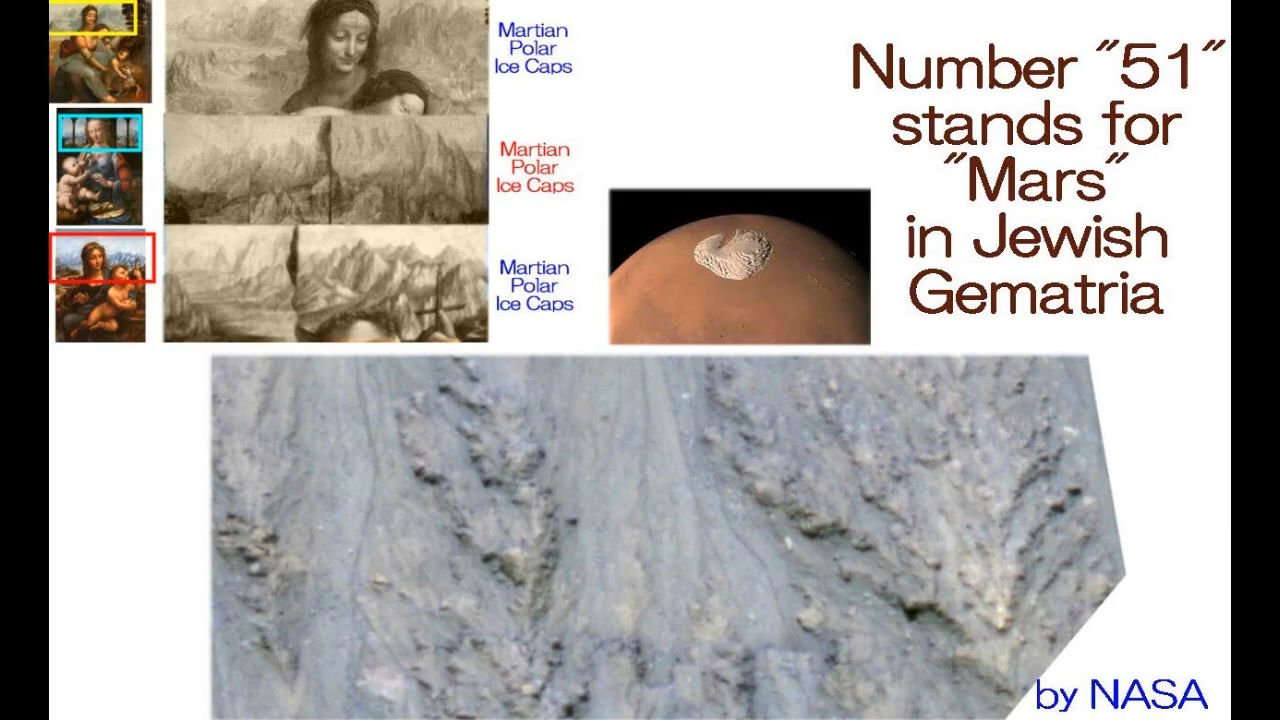 Martian
Polar
Ice Caps
Martian
Polar
Ice Caps
Martian
Polar
Ice Caps
Number "51"
stands for
"Mars"
in Jewish
Gematria
by NASA